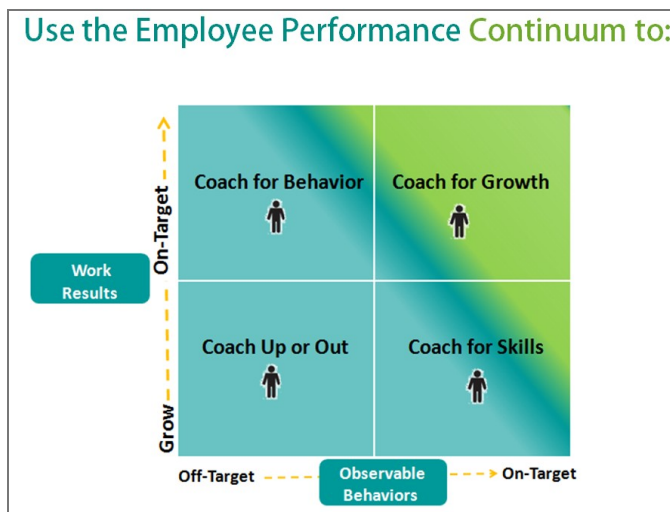 Use the Employee Performance Continuum to:
Coach for Behavior
Coach for Growth
On-Target
Work
Results
Coach Up or Out
Coach for Skills
Grow
Off-Target
Observable
Behaviors
On-Target